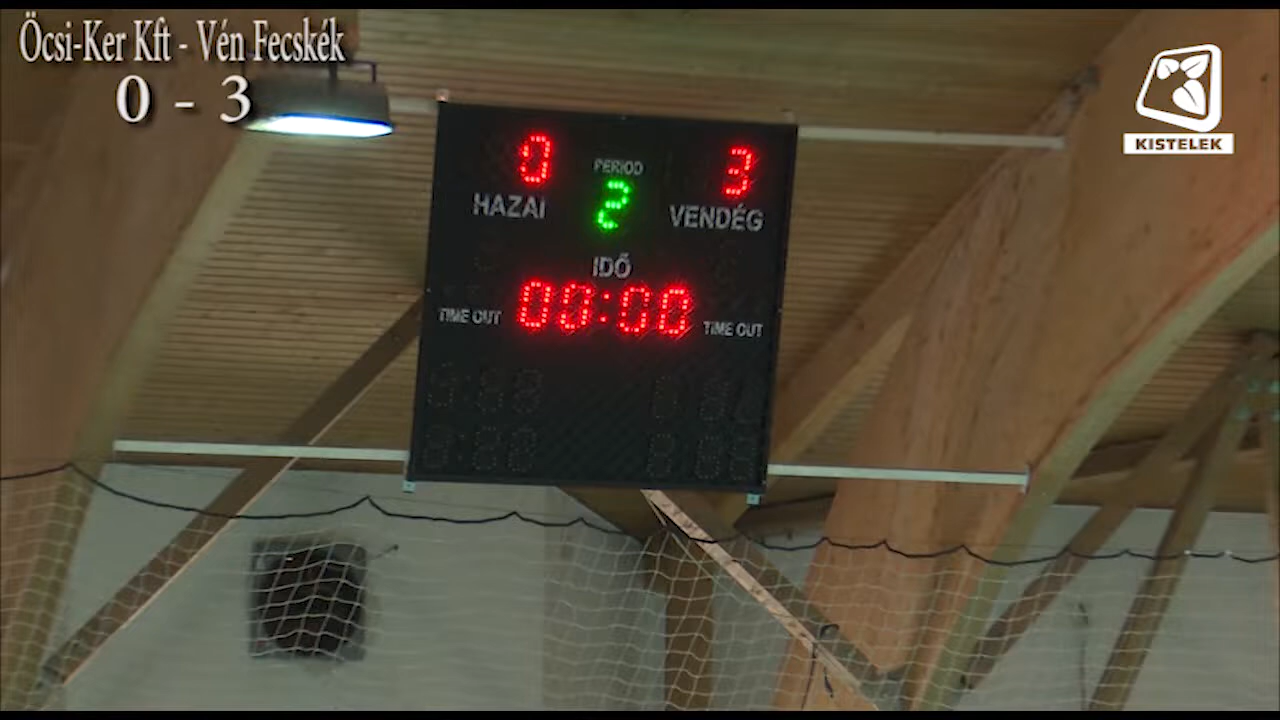 Öcsi-Ker Kft - Vén Fecskék
0 - 3
KISTELEK
0 PERIOD 3
HAZAI 2 VENDÉG
IDŐ
TIME OUT 00:00 TIME OUT